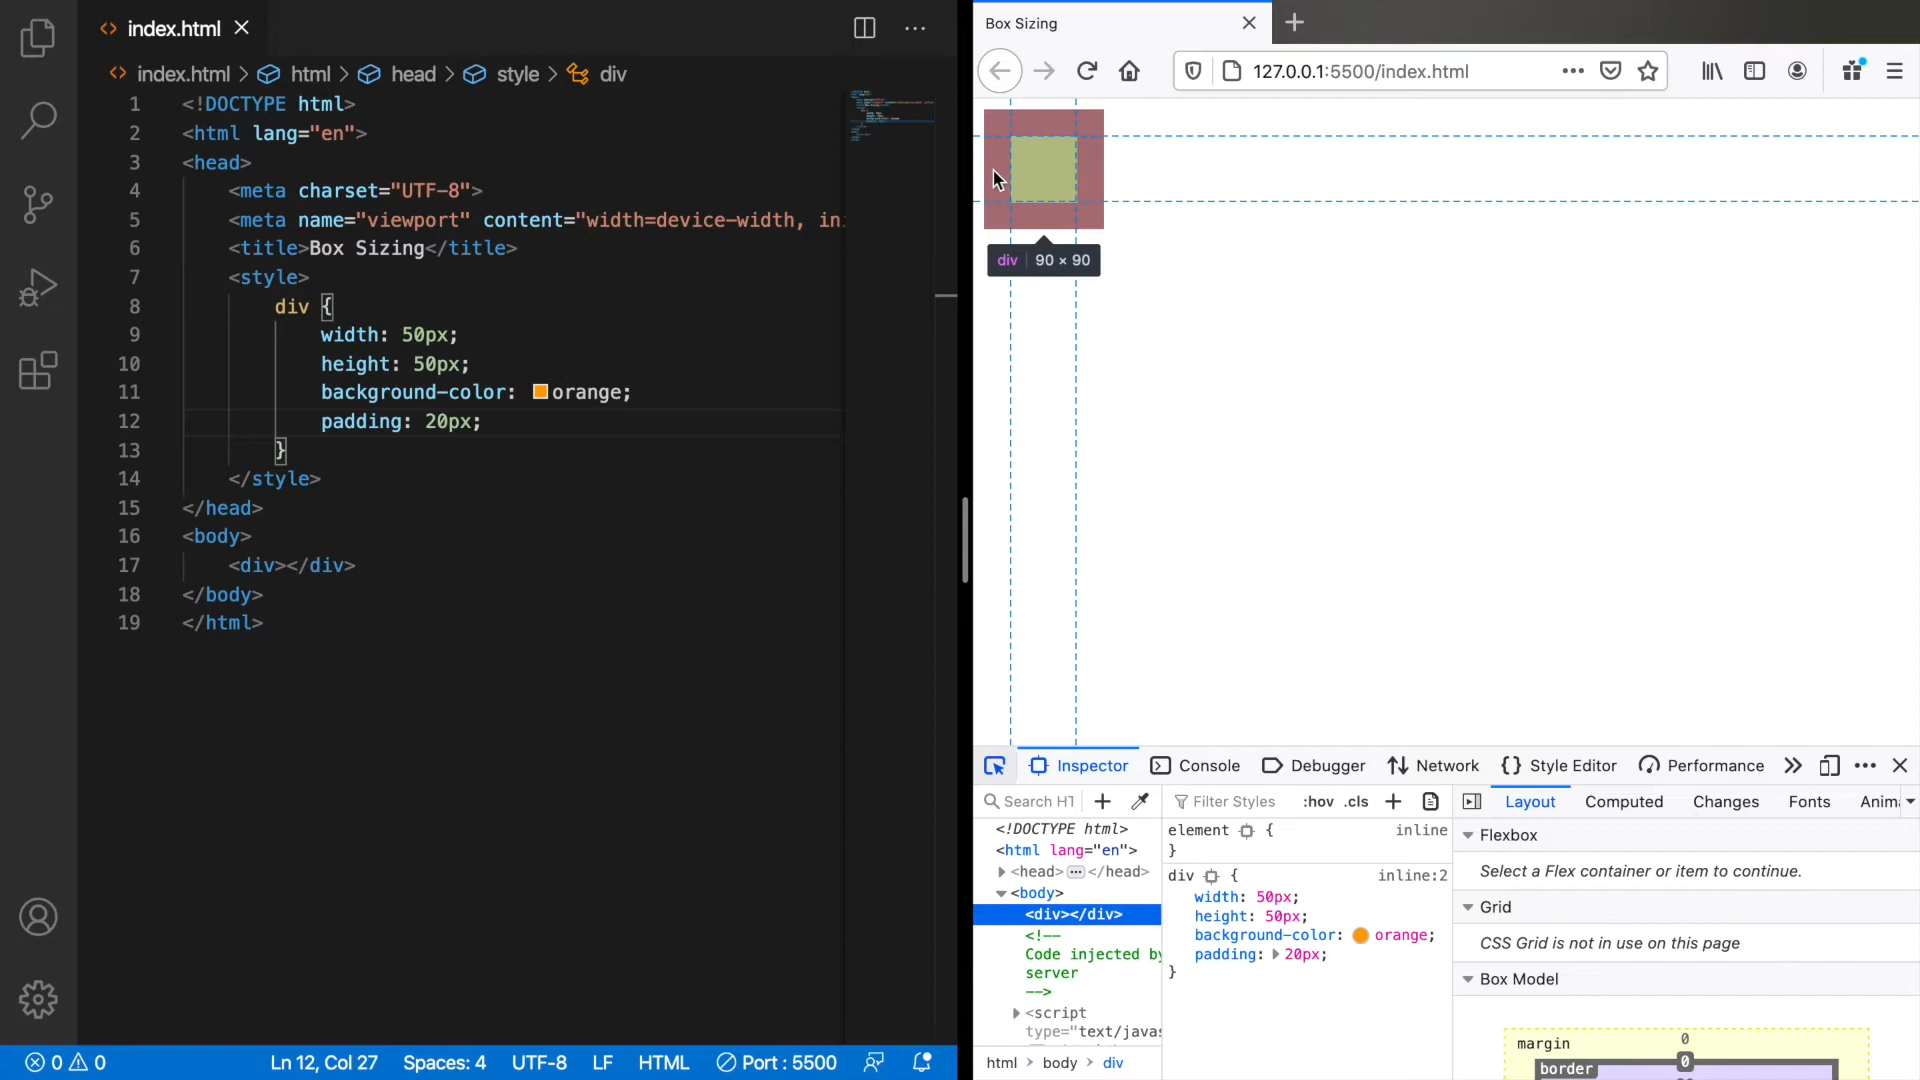 index.html
index.html > html > head > style > div
1 <!DOCTYPE html>
2 <html lang="en">
3 <head>
4 <meta charset="UTF-8">
5 <meta name="viewport" content="width=device-width, ini
6 <title>Box Sizing</title>
7 <style>
8 div {
9 width: 50px;
10 height: 50px;
11 background-color: orange;
12 padding: 20px;
13 }
14 </style>
15 </head>
16 <body>
17 <div></div>
18 </body>
19 </html>
0 0 Ln 12, Col 27 Spaces: 4 UTF-8 LF HTML Port : 5500
Box Sizing
127.0.0.1:5500/index.html
div 90 × 90
Inspector Console Debugger Network Style Editor Performance
Search HT
<!DOCTYPE html>
<html lang="en">
<head> </head>
<body>
<div></div>
<!--
Code injected by
server
-->
<script
type="text/javas
html > body > div
Filter Styles :hov .cls
element { inline
}
div { inline:2
width: 50px;
height: 50px;
background-color: orange;
padding: 20px;
}
Layout Computed Changes Fonts Anima
Flexbox
Select a Flex container or item to continue.
Grid
CSS Grid is not in use on this page
Box Model
margin 0
border 0